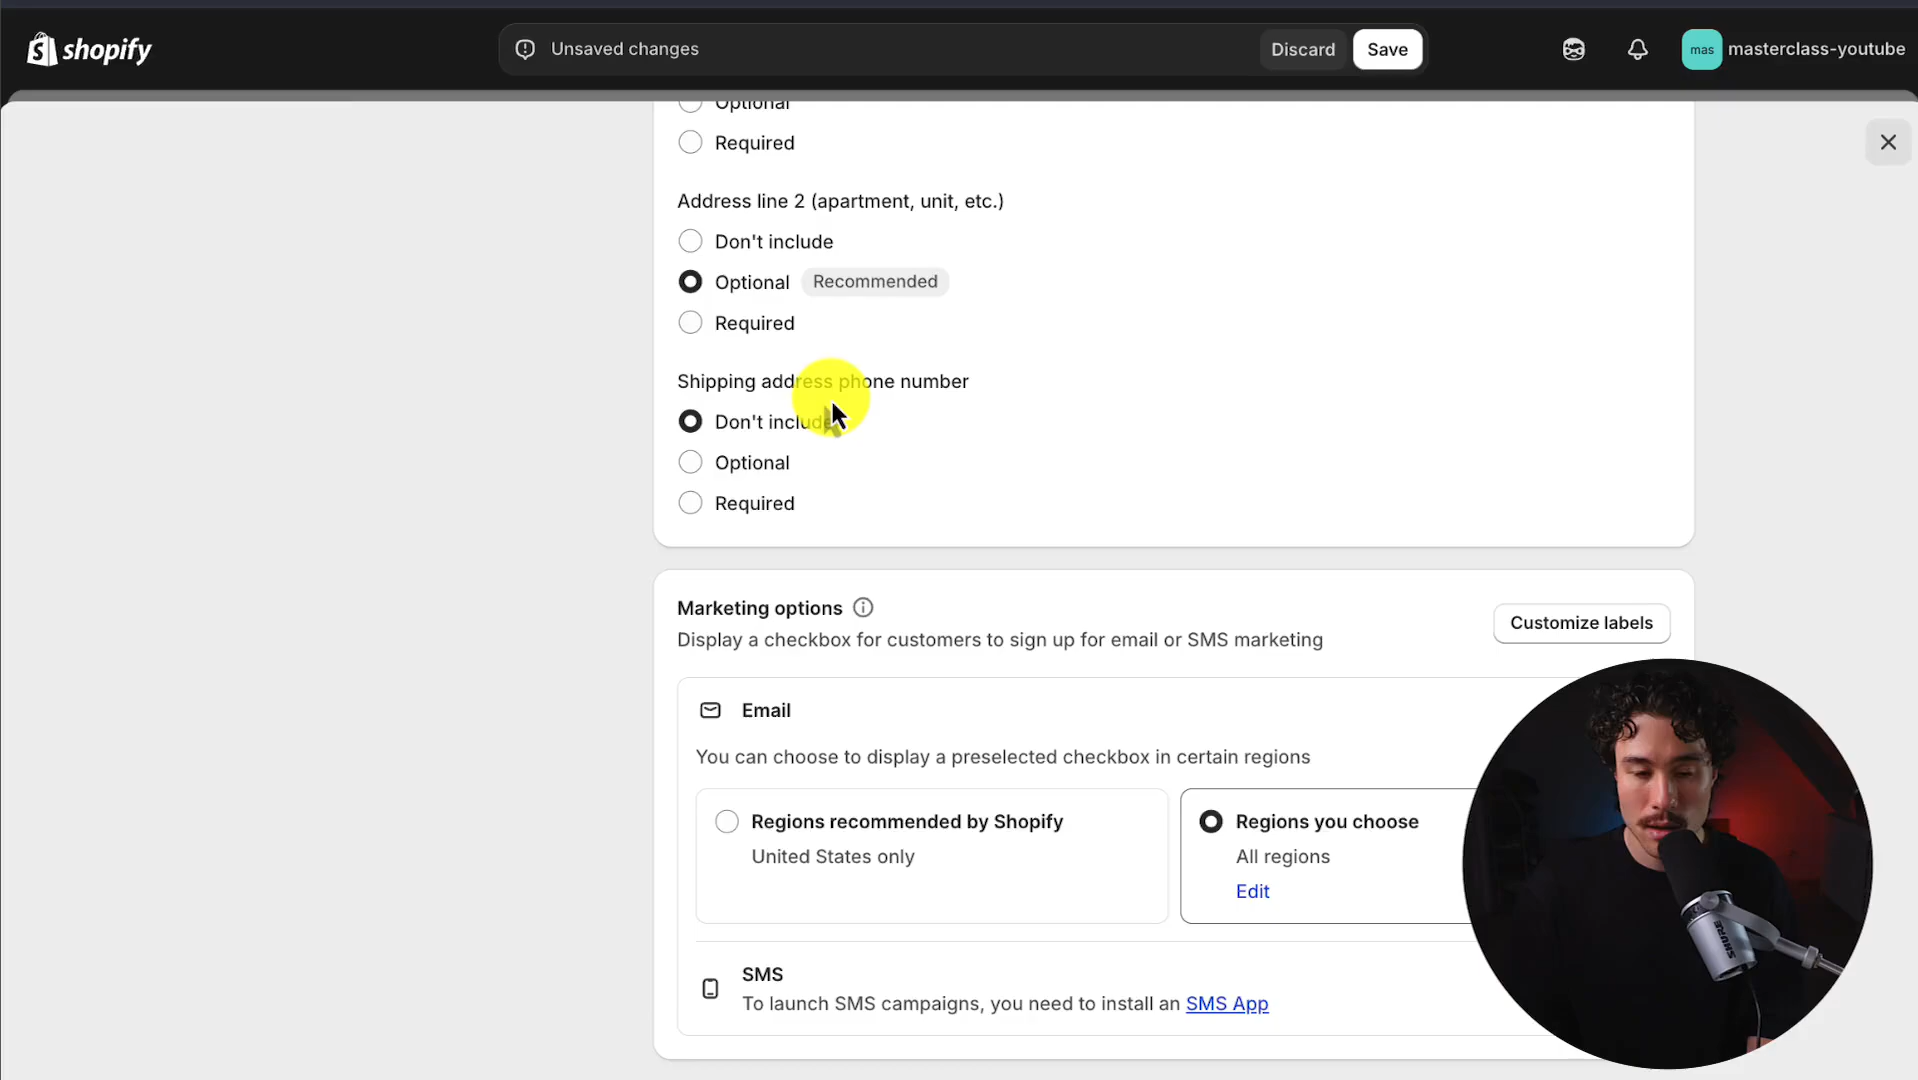 shopify
Unsaved changes
Discard
Save
mas
masterclass-youtube
Optional
Required
Address line 2 (apartment, unit, etc.)
Don't include
Optional
Recommended
Required
Shipping address phone number
Don't include
Optional
Required
Marketing options
Display a checkbox for customers to sign up for email or SMS marketing
Customize labels
Email
You can choose to display a preselected checkbox in certain regions
Regions recommended by Shopify
United States only
Regions you choose
All regions
Edit
SMS
To launch SMS campaigns, you need to install an SMS App
SHURE